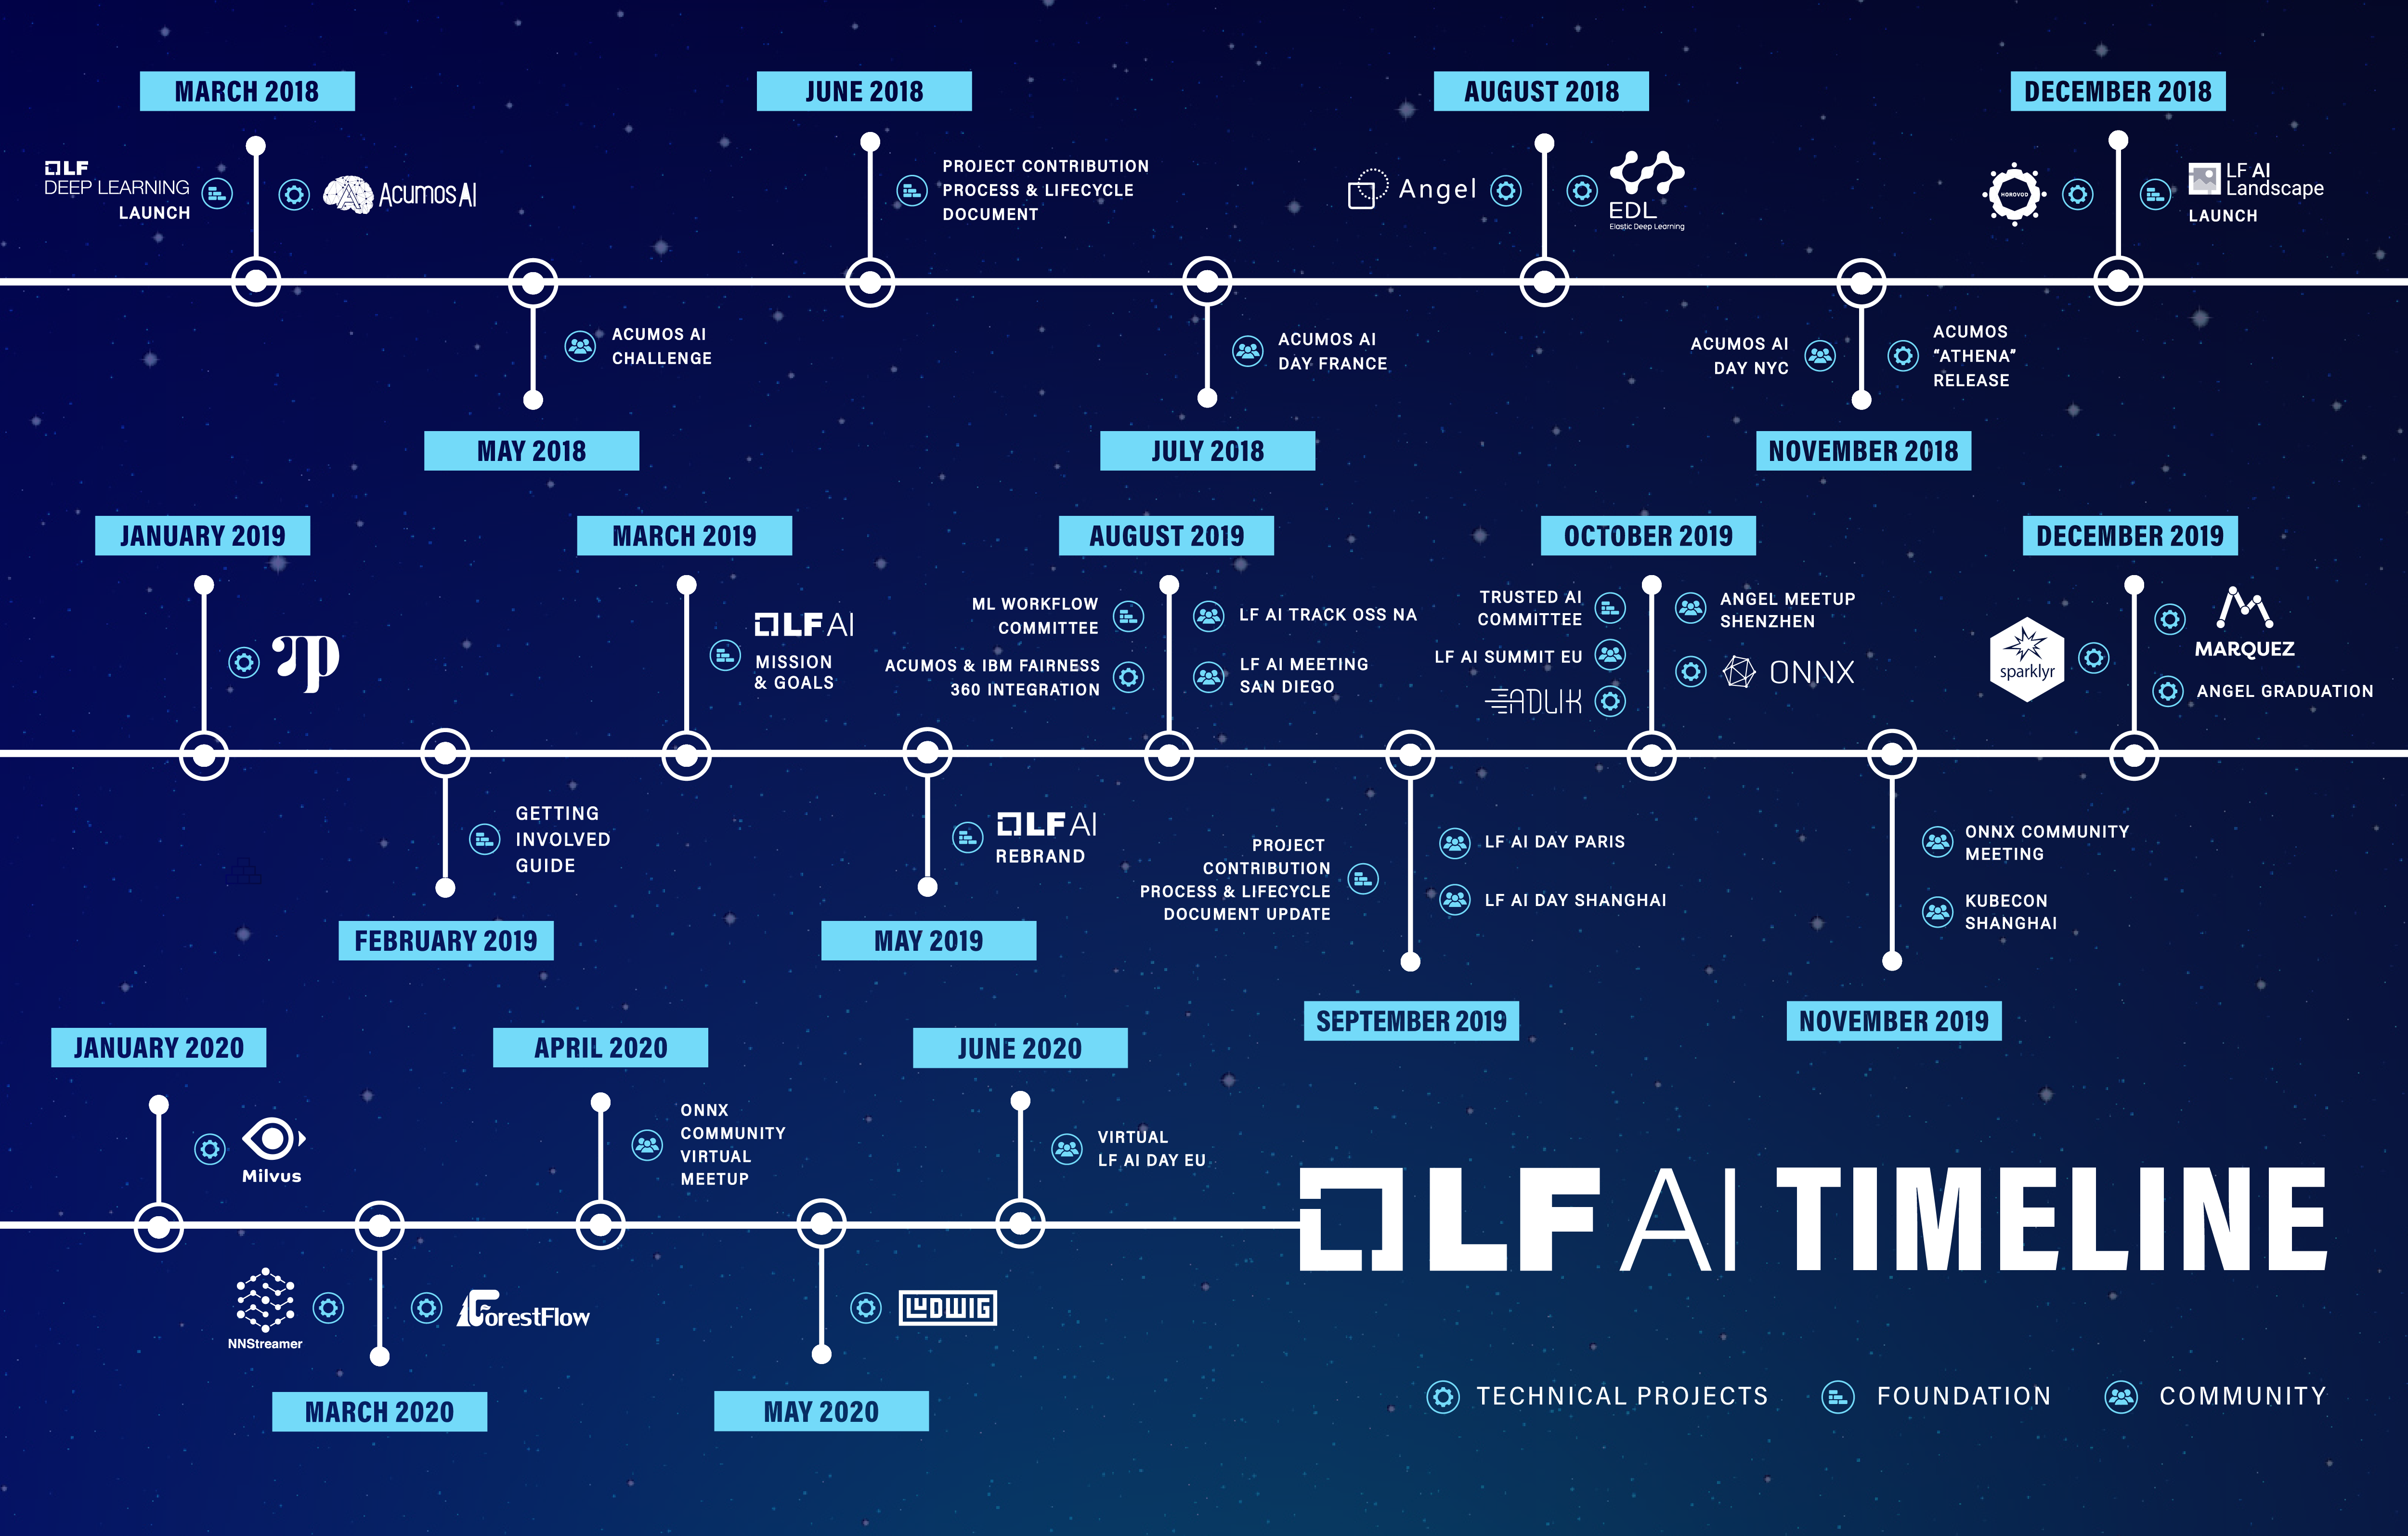 MARCH 2018
LF
DEEP LEARNING
LAUNCH
Acumos AI
MAY 2018
ACUMOS AI
CHALLENGE
JUNE 2018
PROJECT CONTRIBUTION
PROCESS & LIFECYCLE
DOCUMENT
JULY 2018
ACUMOS AI
DAY FRANCE
AUGUST 2018
Angel
EDL
Elastic Deep Learning
NOVEMBER 2018
ACUMOS AI
DAY NYC
ACUMOS
“ATHENA”
RELEASE
DECEMBER 2018
HOROVOD
LF AI
Landscape
LAUNCH
JANUARY 2019
FEBRUARY 2019
GETTING
INVOLVED
GUIDE
MARCH 2019
LF AI
MISSION
& GOALS
MAY 2019
LF AI
REBRAND
AUGUST 2019
ML WORKFLOW
COMMITTEE
ACUMOS & IBM FAIRNESS
360 INTEGRATION
LF AI TRACK OSS NA
LF AI MEETING
SAN DIEGO
SEPTEMBER 2019
PROJECT
CONTRIBUTION
PROCESS & LIFECYCLE
DOCUMENT UPDATE
LF AI DAY PARIS
LF AI DAY SHANGHAI
OCTOBER 2019
TRUSTED AI
COMMITTEE
LF AI SUMMIT EU
ADLIK
ANGEL MEETUP
SHENZHEN
ONNX
NOVEMBER 2019
ONNX COMMUNITY
MEETING
KUBECON
SHANGHAI
DECEMBER 2019
sparklyr
MARQUEZ
ANGEL GRADUATION
JANUARY 2020
Milvus
MARCH 2020
NNStreamer
ForestFlow
APRIL 2020
ONNX
COMMUNITY
VIRTUAL
MEETUP
MAY 2020
LUDWIG
JUNE 2020
VIRTUAL
LF AI DAY EU
LF AI TIMELINE
TECHNICAL PROJECTS
FOUNDATION
COMMUNITY